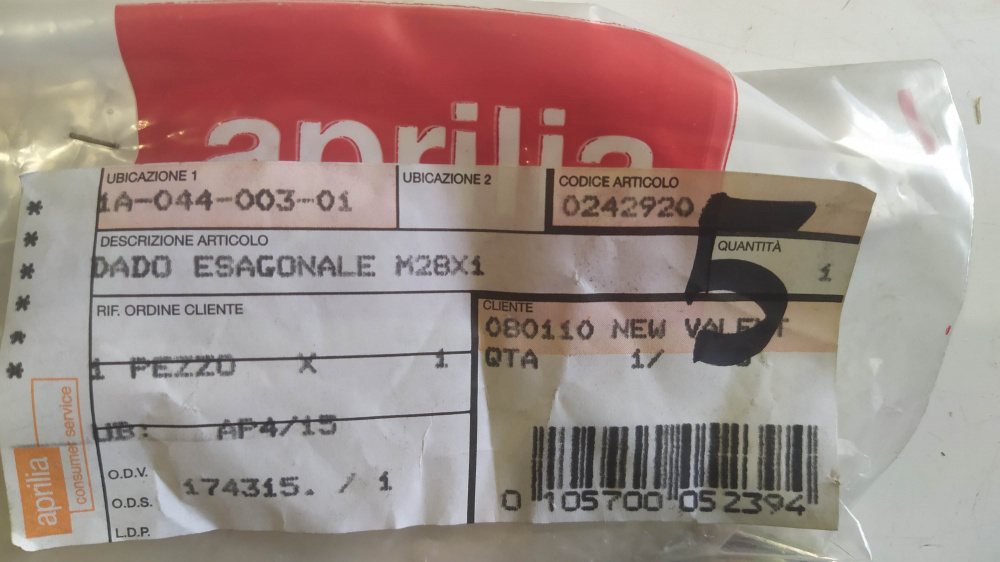 aprilia
UBICAZIONE 1
1A-044-003-01
UBICAZIONE 2
CODICE ARTICOLO
0242920
5
DESCRIZIONE ARTICOLO
DADO ESAGONALE M28X1
QUANTITÀ
1
RIF. ORDINE CLIENTE
1 PEZZO X 1
UB: AP4/15
CLIENTE
080110 NEW
QTA 1/
O.D.V.
174315. / 1
O.D.S.
L.D.P.
0 105700 052394
aprilia
consumer service
* * * * * *